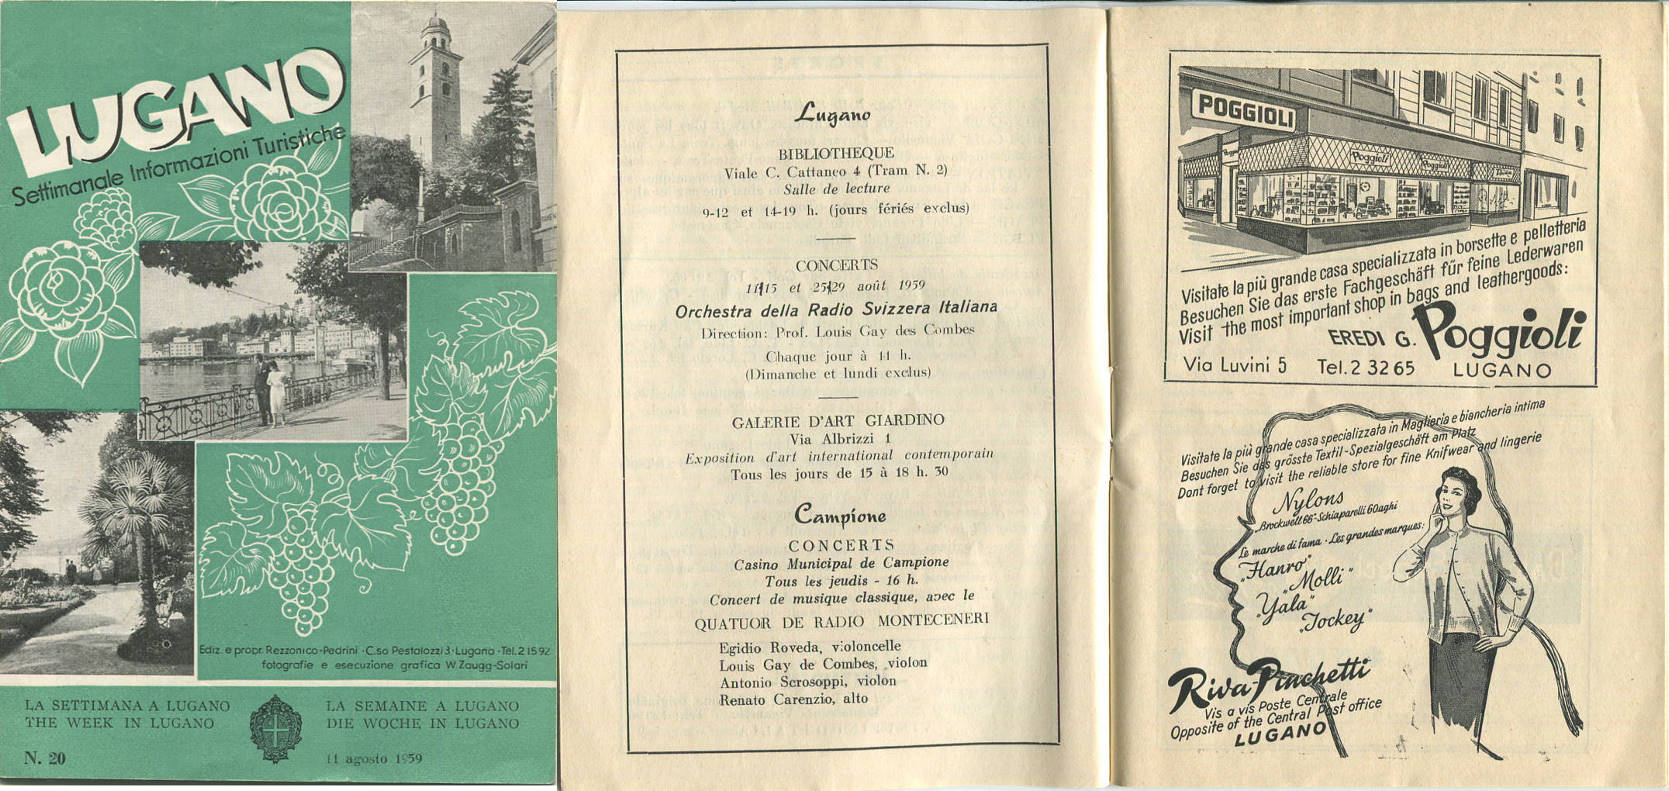 LUGANO
Settimanale Informazioni Turistiche
Ediz. e propr. Rezzonico-Pedrini · C.so Pestalozzi 3 · Lugano · Tel. 2 15 92
fotografie e esecuzione grafica W. Zaugg-Solari
LA SETTIMANA A LUGANO
THE WEEK IN LUGANO
LA SEMAINE A LUGANO
DIE WOCHE IN LUGANO
N. 20
11 agosto 1959
Lugano
BIBLIOTHEQUE
Viale C. Cattaneo 4 (Tram N. 2)
Salle de lecture
9-12 et 14-19 h. (jours fériés exclus)
CONCERTS
11/15 et 25/29 août 1959
Orchestra della Radio Svizzera Italiana
Direction: Prof. Louis Gay des Combes
Chaque jour à 11 h.
(Dimanche et lundi exclus)
GALERIE D'ART GIARDINO
Via Albrizzi 1
Exposition d'art international contemporain
Tous les jours de 15 à 18 h. 30
Campione
CONCERTS
Casino Municipal de Campione
Tous les jeudis - 16 h.
Concert de musique classique, avec le
QUATUOR DE RADIO MONTECENERI
Egidio Roveda, violoncelle
Louis Gay de Combes, violon
Antonio Scrosoppi, violon
Renato Carenzio, alto
POGGIOLI
Poggioli
Visitate la più grande casa specializzata in borsette e pelletteria
Besuchen Sie das erste Fachgeschäft für feine Lederwaren
Visit the most important shop in bags and leathergoods:
EREDI G. Poggioli
Via Luvini 5 Tel. 2 32 65 LUGANO
Visitate la più grande casa specializzata in Maglieria e biancheria intima
Besuchen Sie das grösste Textil-Spezialgeschäft am Platz
Dont forget to visit the reliable store for fine Knifwear and lingerie
Nylons
„Brockwell 66" - Schiaparelli 60 aghi
Le marche di fama · Les grandes marques:
„Hanro"
„Molli"
„Yala"
„Jockey"
Riva Pinchetti
Vis a vis Poste Centrale
Opposite of the Central Post office
LUGANO